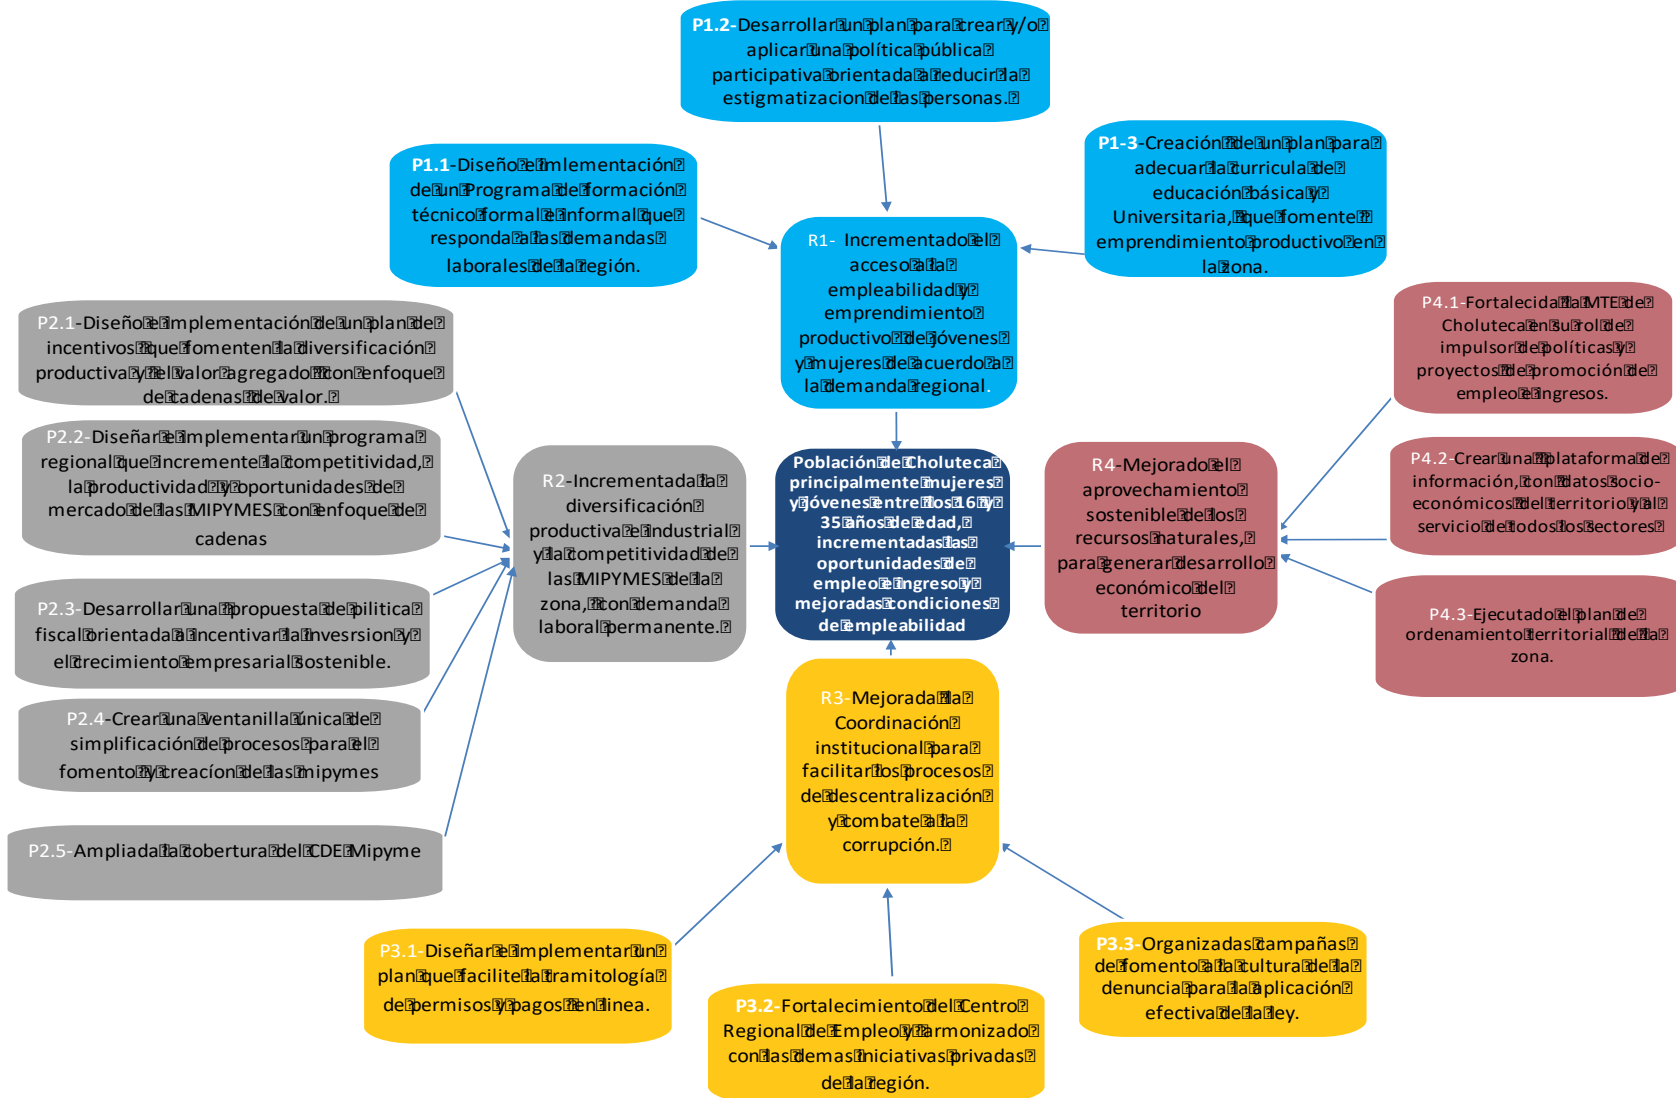 P1.2-Desarrollar un plan para crear y/o
aplicar una política pública
participativa orientada a reducir la
estigmatizacion de las personas.
P1.1-Diseño e imlementación
de un Programa de formación
técnico formal e informal que
responda a las demandas
laborales de la región.
P1-3-Creación de un plan para
adecuar la curricula de
educación básica y
Universitaria, que fomente
emprendimiento productivo en
la zona.
R1- Incrementado el
acceso a la
empleabilidad y
emprendimiento
productivo de jóvenes
y mujeres de acuerdo a
la demanda regional.
P2.1-Diseño e implementación de un plan de
incentivos que fomenten la diversificación
productiva y el valor agregado con enfoque
de cadenas de valor.
P2.2-Diseñar e implementar un programa
regional que incremente la competitividad,
la productividad y oportunidades de
mercado de las MIPYMES con enfoque de
cadenas
P2.3-Desarrollar una propuesta de pilitica
fiscal orientada a incentivar la invesrsion y
el crecimiento empresarial sostenible.
P2.4-Crear una ventanilla única de
simplificación de procesos para el
fomento y creacíon de las mipymes
P2.5-Ampliada la cobertura del CDE Mipyme
R2-Incrementada la
diversificación
productiva e industrial
y la competitividad de
las MIPYMES de la
zona, con demanda
laboral permanente.
Población de Choluteca
principalmente mujeres
y jóvenes entre los 16 y
35 años de edad,
incrementadas las
oportunidades de
empleo e ingreso y
mejoradas condiciones
de empleabilidad
R4-Mejorado el
aprovechamiento
sostenible de los
recursos naturales,
para generar desarrollo
económico del
territorio
P4.1-Fortalecida la MTE de
Choluteca en su rol de
impulsor de políticas y
proyectos de promoción de
empleo e ingresos.
P4.2-Crear una plataforma de
información, con datos socio-
económicos del territorio y al
servicio de todos los sectores
P4.3-Ejecutado el plan de
ordenamiento territorial de la
zona.
R3-Mejorada la
Coordinación
institucional para
facilitar los procesos
de descentralización
y combate a la
corrupción.
P3.1-Diseñar e implementar un
plan que facilite la tramitología
de permisos y pagos en linea.
P3.2-Fortalecimiento del Centro
Regional de Empleo y armonizado
con las demas iniciativas privadas
de la región.
P3.3-Organizadas campañas
de fomento a la cultura de la
denuncia para la aplicación
efectiva de la ley.